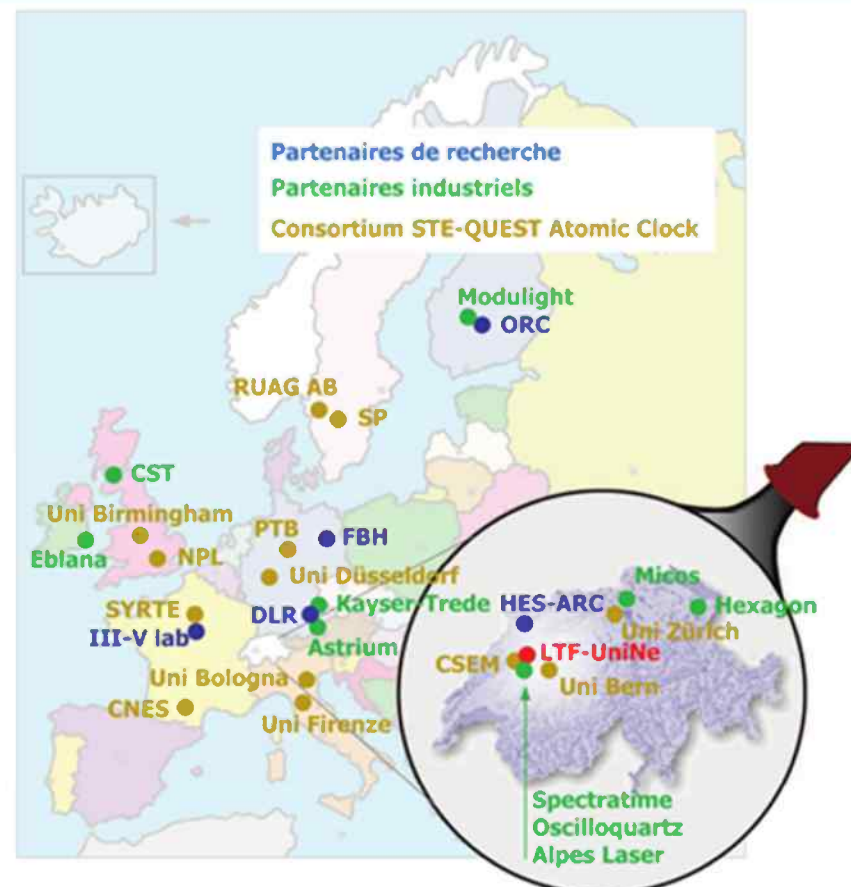 Partenaires de recherche
Partenaires industriels
Consortium STE-QUEST Atomic Clock
Modulight
ORC
RUAG AB
SP
CST
Uni Birmingham
PTB
FBH
Eblana
NPL
Uni Düsseldorf
SYRTE
DLR
Kayser-Trede
III-V lab
Astrium
Uni Bologna
CNES
Uni Firenze
Micos
HES-ARC
Hexagon
Uni Zürich
LTF-UniNe
CSEM
Uni Bern
Spectratime
Oscilloquartz
Alpes Laser